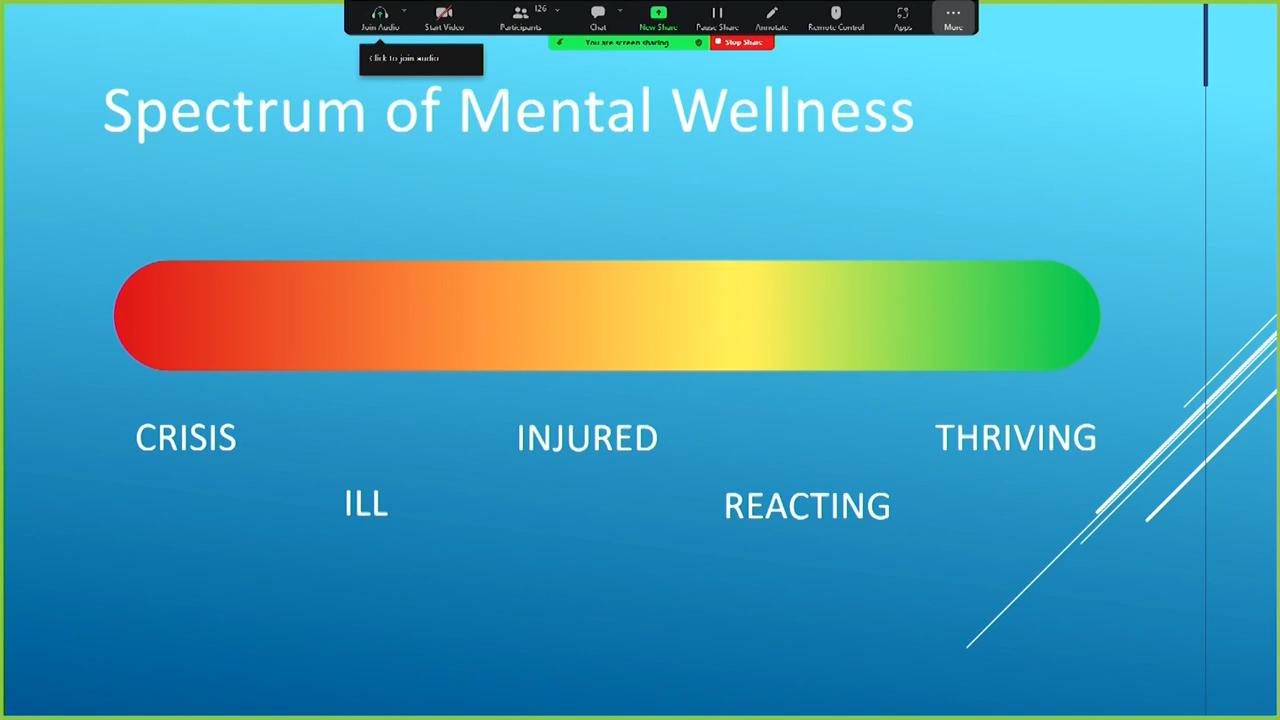 126
Join Audio
Start Video
Participants
Chat
New Share
Pause Share
Annotate
Remote Control
Apps
More
You are screen sharing
Stop Share
Click to join audio
Spectrum of Mental Wellness
CRISIS
INJURED
THRIVING
ILL
REACTING